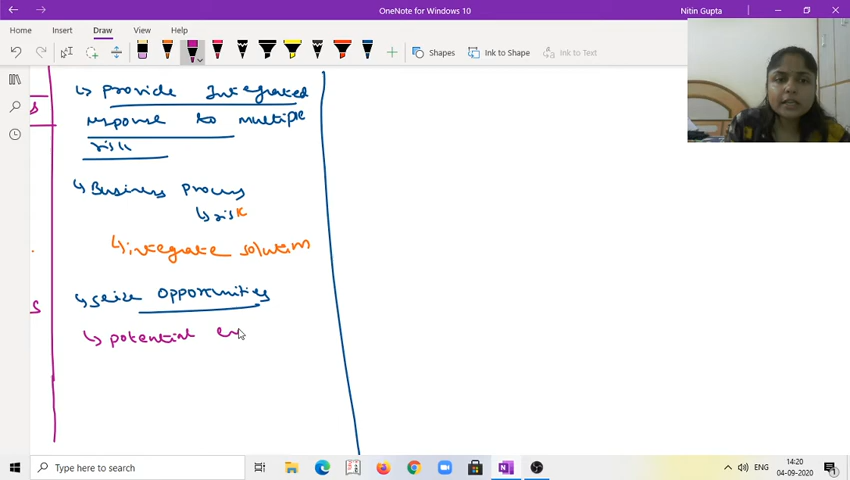 OneNote for Windows 10
Nitin Gupta
Home Insert Draw View Help
Shapes Ink to Shape Ink to Text
↳ Provide Integrated
response to multiple
risk
s
↳ Business Process
↳ risk
↳ integrate solutions
↳ seize opportunities
s
↳ potential
Type here to search
ENG
14:20
04-09-2020